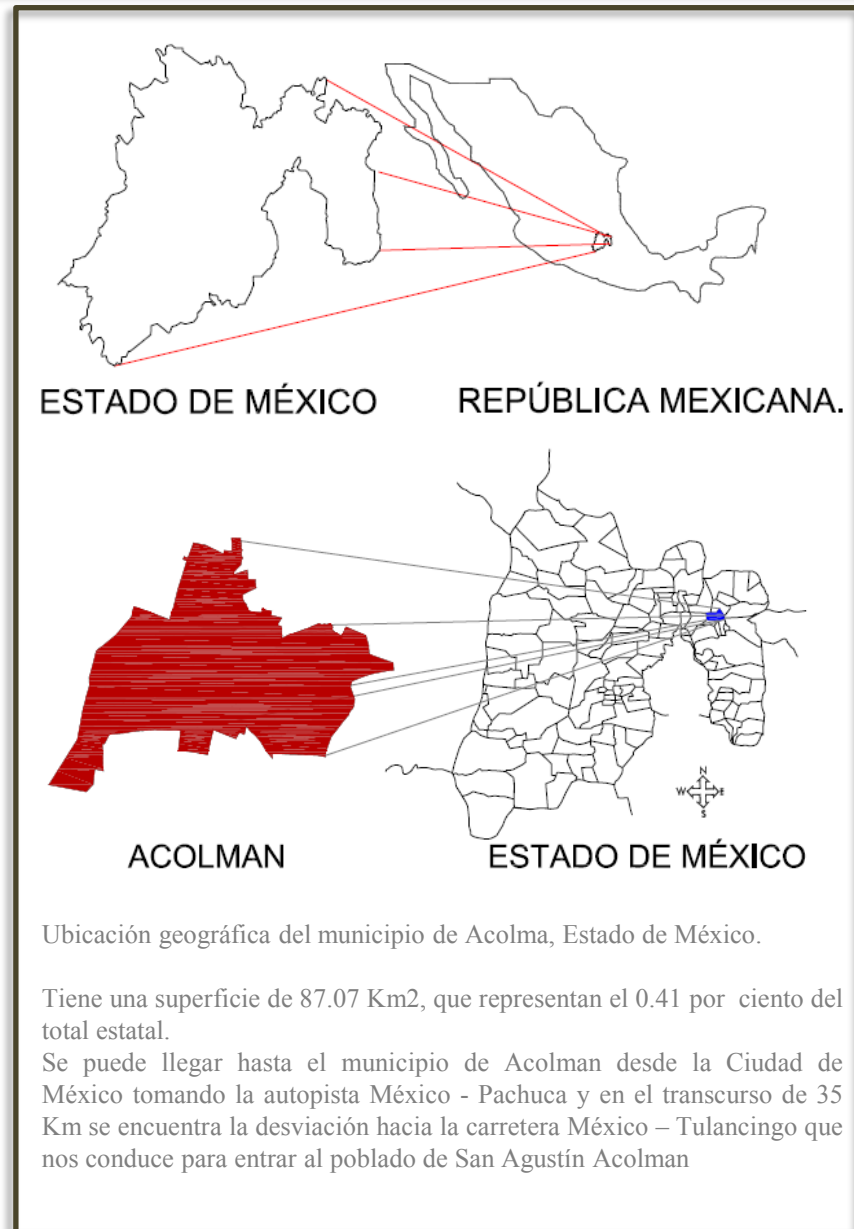 ESTADO DE MÉXICO
REPÚBLICA MEXICANA.
N
W E
S
ACOLMAN
ESTADO DE MÉXICO
Ubicación geográfica del municipio de Acolma, Estado de México.
Tiene una superficie de 87.07 Km2, que representan el 0.41 por ciento del
total estatal.
Se puede llegar hasta el municipio de Acolman desde la Ciudad de
México tomando la autopista México - Pachuca y en el transcurso de 35
Km se encuentra la desviación hacia la carretera México – Tulancingo que
nos conduce para entrar al poblado de San Agustín Acolman